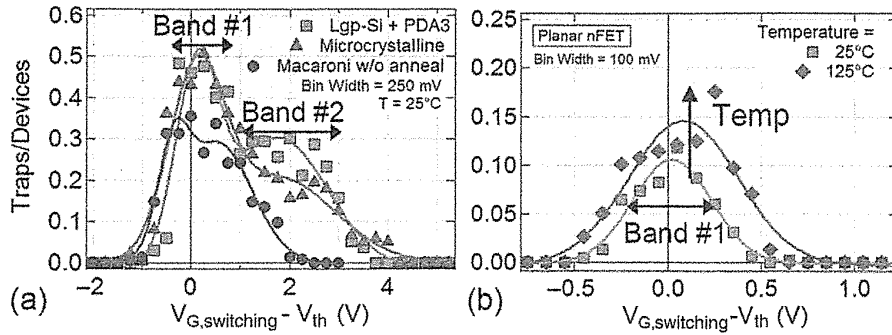 Band #1
Lgp-Si + PDA3
Microcrystalline
Macaroni w/o anneal
Bin Width = 250 mV
T = 25°C
Band #2
Traps/Devices
0.6
0.5
0.4
0.3
0.2
0.1
0.0
−2
0
2
4
VG,switching - Vth (V)
(a)
Planar nFET
Bin Width = 100 mV
Temperature =
25°C
125°C
Temp
Band #1
0.20
0.15
0.10
0.05
0.00
−0.5
0.0
0.5
1.0
VG,switching-Vth (V)
(b)